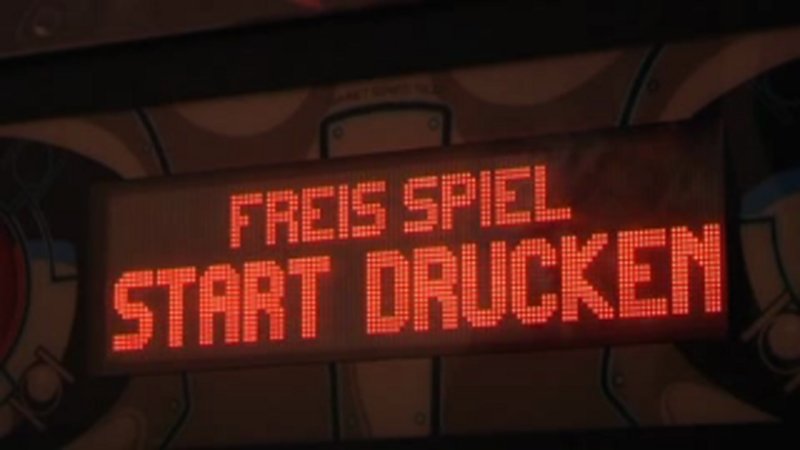 FREIS SPIEL
START DRUCKEN